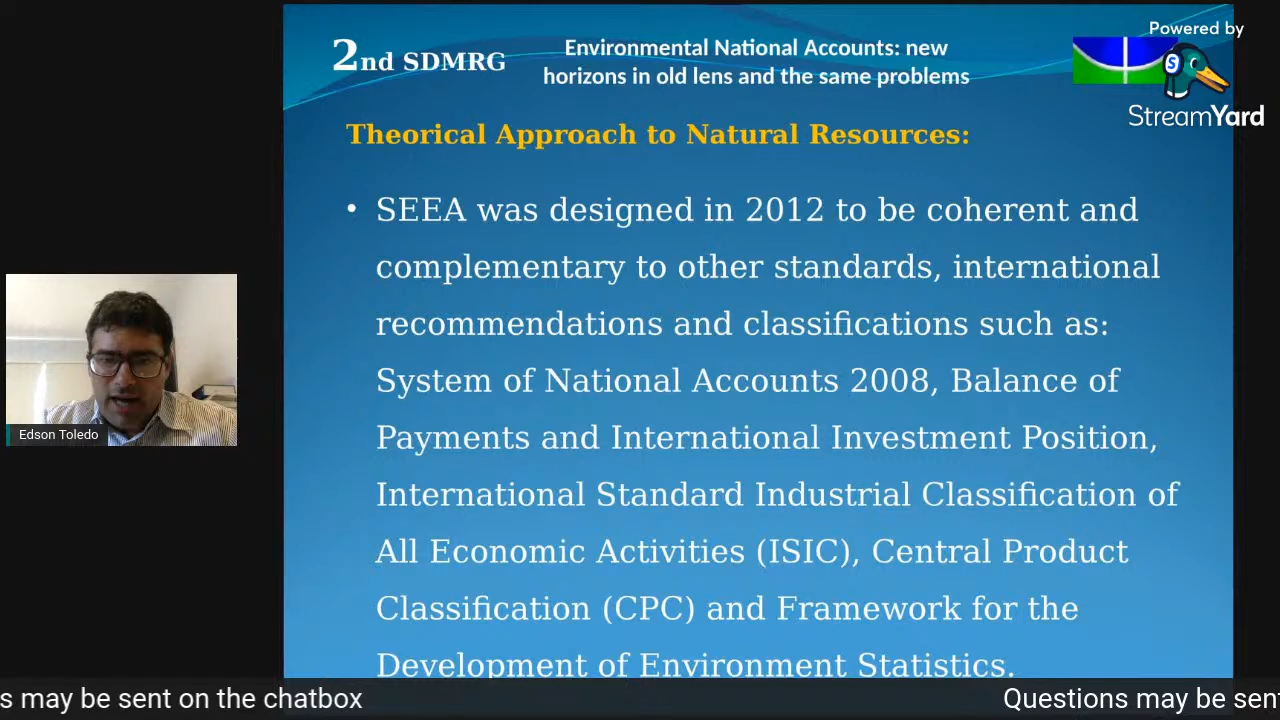 2nd SDMRG
Environmental National Accounts: new
horizons in old lens and the same problems
Powered by
S
StreamYard
Theorical Approach to Natural Resources:
• SEEA was designed in 2012 to be coherent and
complementary to other standards, international
recommendations and classifications such as:
System of National Accounts 2008, Balance of
Payments and International Investment Position,
International Standard Industrial Classification of
All Economic Activities (ISIC), Central Product
Classification (CPC) and Framework for the
Development of Environment Statistics.
Edson Toledo
s may be sent on the chatbox
Questions may be sen